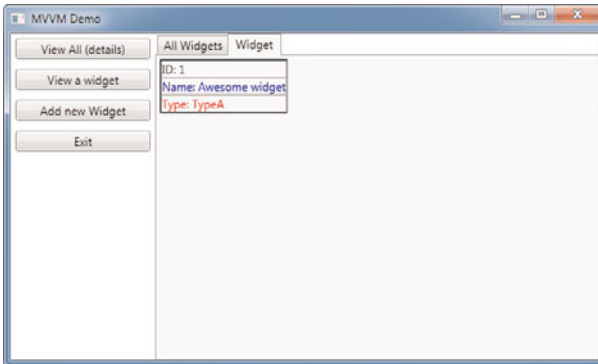 MVVM Demo
View All (details)
View a widget
Add new Widget
Exit
All Widgets
Widget
ID: 1
Name: Awesome widget
Type: TypeA